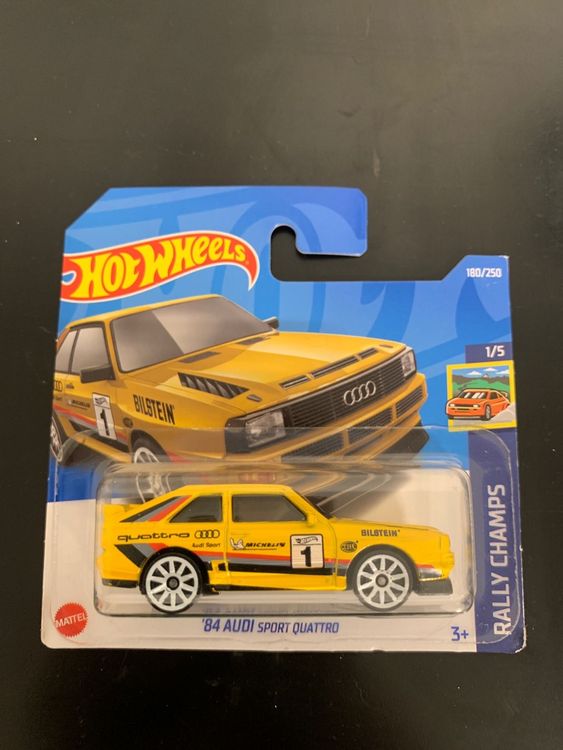 HOT WHEELS
180/250
1/5
BILSTEIN
1
RALLY CHAMPS
quattro
Audi Sport
MICHELIN
1
BILSTEIN
MATTEL
'84 AUDI SPORT QUATTRO
3+